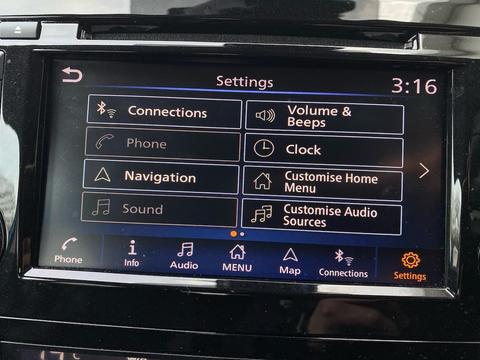 Settings
3:16
Connections
Volume &
Beeps
Phone
Clock
Navigation
Customise Home
Menu
Sound
Customise Audio
Sources
Phone
Info
Audio
MENU
Map
Connections
Settings